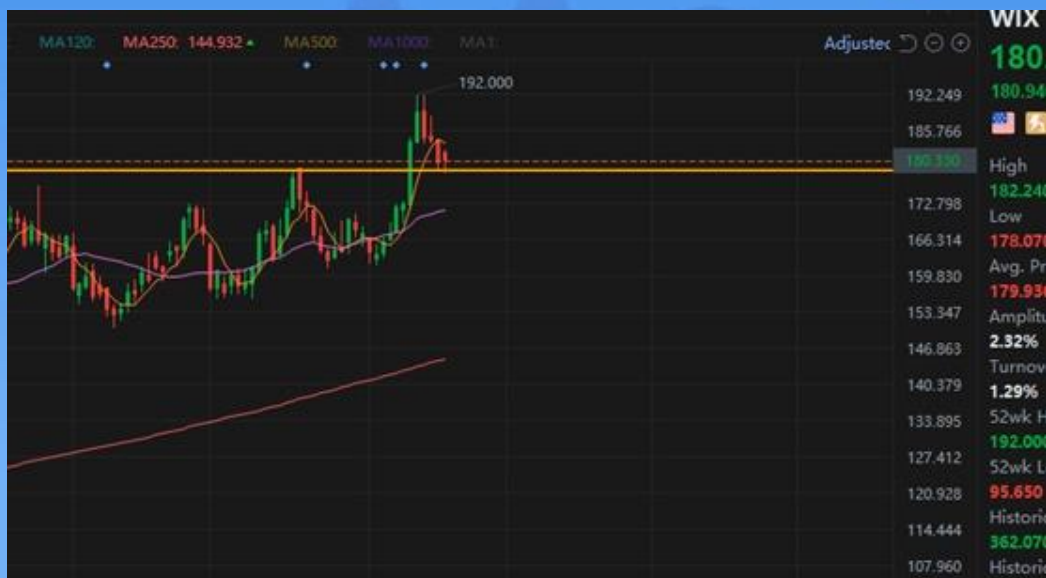 WIX
MA120: MA250: 144.932 MA500: MA1000: MA1:
Adjusted
180.
180.94
192.000
192.249
185.766
180.330
172.798
166.314
159.830
153.347
146.863
140.379
133.895
127.412
120.928
114.444
107.960
High
182.240
Low
178.070
Avg. Pr
179.930
Amplitu
2.32%
Turnov
1.29%
52wk H
192.000
52wk L
95.650
Historic
362.070
Historic